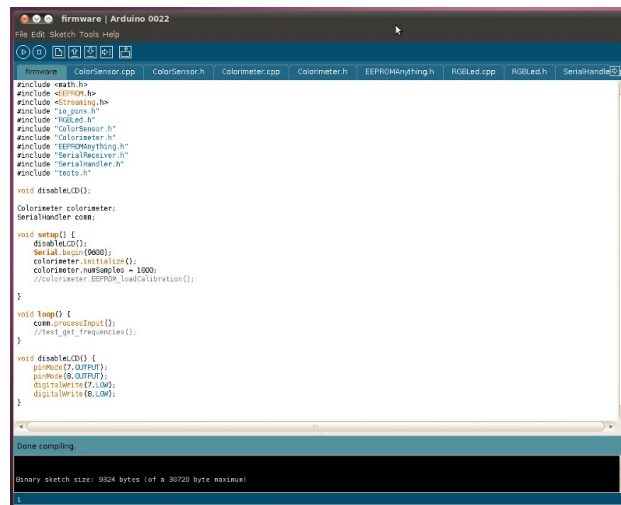 firmware | Arduino 0022
File Edit Sketch Tools Help
firmware ColorSensor.cpp ColorSensor.h Colorimeter.cpp Colorimeter.h EEPROMAnything.h RGBLed.cpp RGBLed.h SerialHandle
#include <math.h>
#include <EEPROM.h>
#include <Streaming.h>
#include "io_pins.h"
#include "RGBLed.h"
#include "ColorSensor.h"
#include "Colorimeter.h"
#include "EEPROMAnything.h"
#include "SerialReceiver.h"
#include "SerialHandler.h"
#include "tests.h"
void disableLCD();
Colorimeter colorimeter;
SerialHandler comm;
void setup() {
disableLCD();
Serial.begin(9600);
colorimeter.initialize();
colorimeter.numSamples = 1000;
//colorimeter.EEPROM_loadCalibration();
}
void loop() {
comm.processInput();
//test_get_frequencies();
}
void disableLCD() {
pinMode(7,OUTPUT);
pinMode(8,OUTPUT);
digitalWrite(7,LOW);
digitalWrite(8,LOW);
}
Done compiling.
Binary sketch size: 9324 bytes (of a 30720 byte maximum)
1